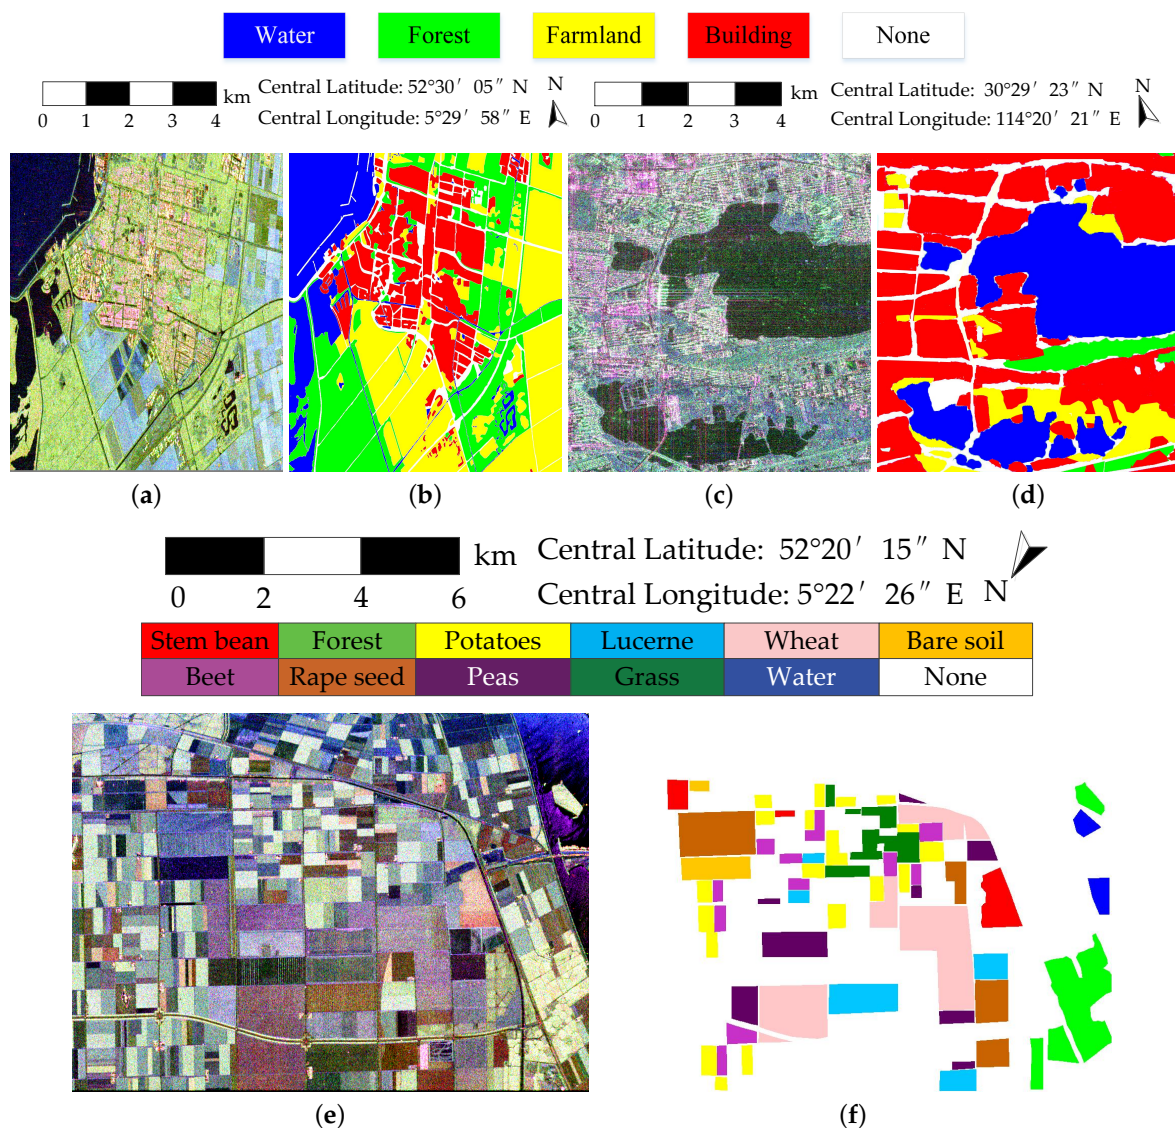 Water Forest Farmland Building None
km Central Latitude: 52°30′ 05″ N N km Central Latitude: 30°29′ 23″ N N
0 1 2 3 4 Central Longitude: 5°29′ 58″ E 0 1 2 3 4 Central Longitude: 114°20′ 21″ E
(a) (b) (c) (d)
km Central Latitude: 52°20′ 15″ N
0 2 4 6 Central Longitude: 5°22′ 26″ E N
Stem bean Forest Potatoes Lucerne Wheat Bare soil
Beet Rape seed Peas Grass Water None
(e) (f)